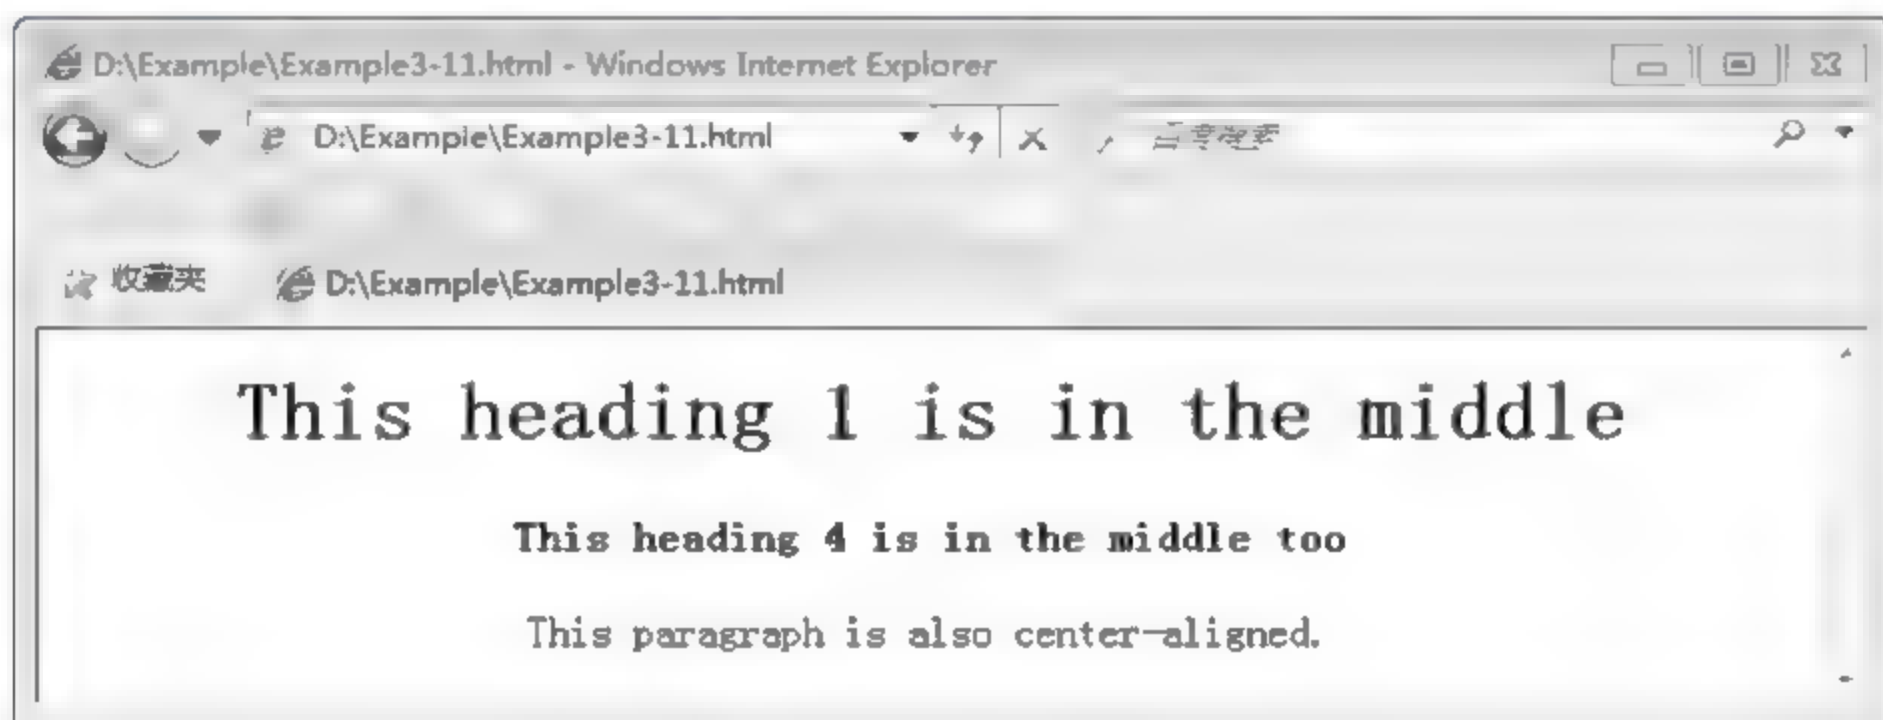 D:\Example\Example3-11.html - Windows Internet Explorer
D:\Example\Example3-11.html
收藏夹 D:\Example\Example3-11.html
This heading 1 is in the middle
This heading 4 is in the middle too
This paragraph is also center-aligned.